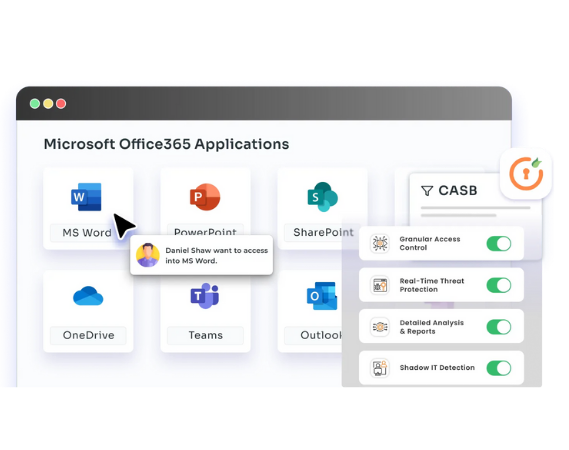 Microsoft Office365 Applications
W
MS Word
P
PowerPoint
S
SharePoint
CASB
Daniel Shaw want to access
into MS Word.
Granular Access
Control
Real-Time Threat
Protection
Detailed Analysis
& Reports
Shadow IT Detection
OneDrive
T
Teams
O
Outlook